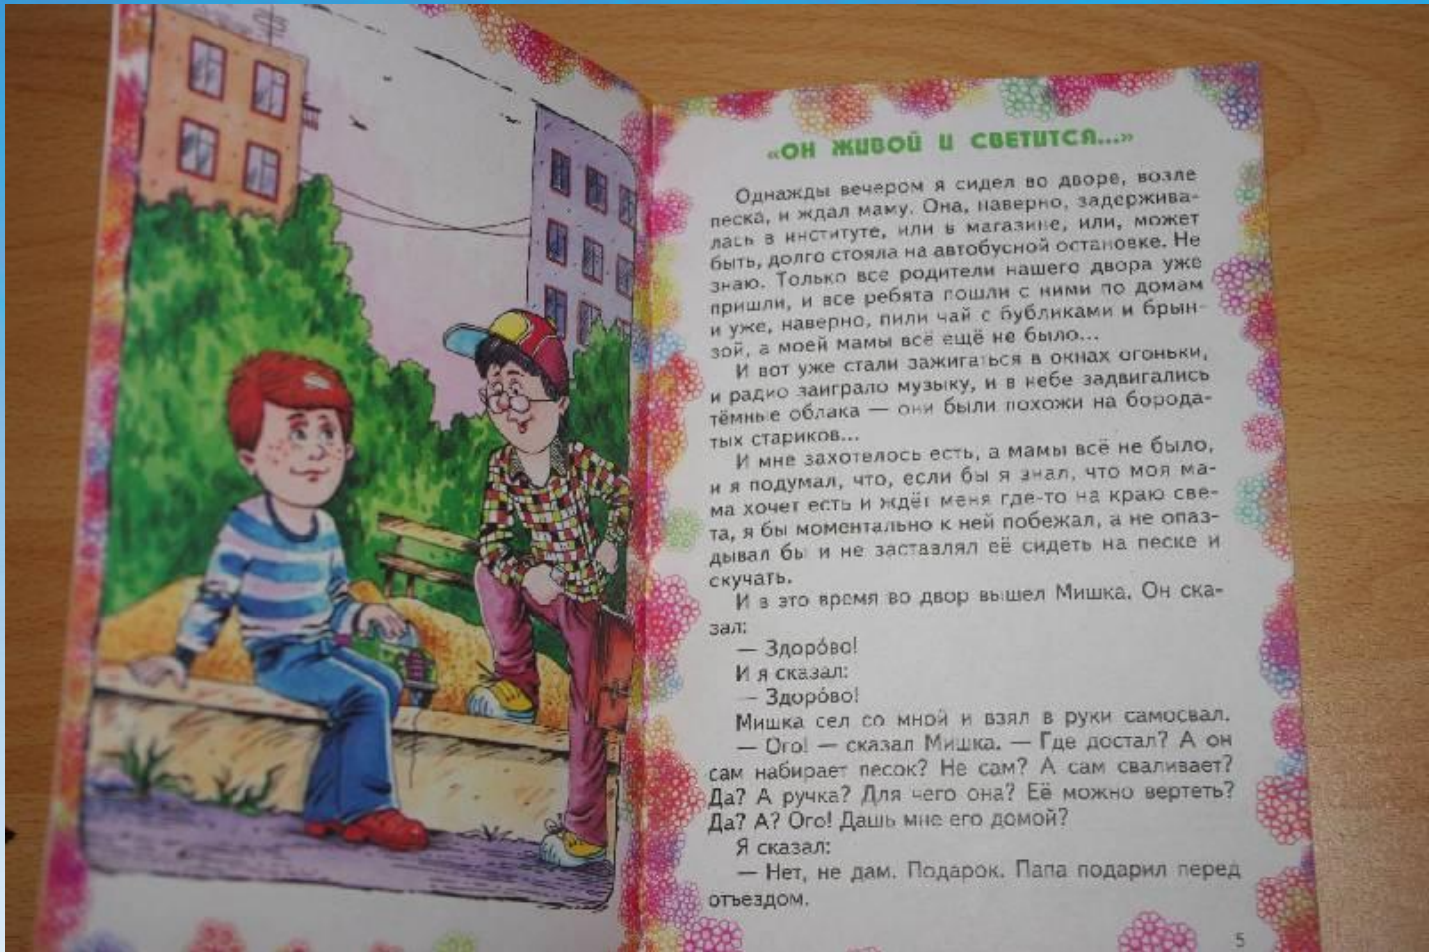 «ОН ЖИВОЙ И СВЕТИТСЯ...»
Однажды вечером я сидел во дворе, возле
песка, и ждал маму. Она, наверно, задержива-
лась в институте, или в магазине, или, может
быть, долго стояла на автобусной остановке. Не
знаю. Только все родители нашего двора уже
пришли, и все ребята пошли с ними по домам
и уже, наверно, пили чай с бубликами и брын-
зой, а моей мамы всё ещё не было...
И вот уже стали зажигаться в окнах огоньки,
и радио заиграло музыку, и в небе задвигались
тёмные облака — они были похожи на борода-
тых стариков...
И мне захотелось есть, а мамы всё не было,
и я подумал, что, если бы я знал, что моя ма-
ма хочет есть и ждёт меня где-то на краю све-
та, я бы моментально к ней побежал, а не опаз-
дывал бы и не заставлял её сидеть на песке и
скучать.
И в это время во двор вышел Мишка. Он ска-
зал:
— Здоро́во!
И я сказал:
— Здоро́во!
Мишка сел со мной и взял в руки самосвал.
— Ого! — сказал Мишка. — Где достал? А он
сам набирает песок? Не сам? А сам сваливает?
Да? А ручка? Для чего она? Её можно вертеть?
Да? А? Ого! Дашь мне его домой?
Я сказал:
— Нет, не дам. Подарок. Папа подарил перед
отъездом.
5